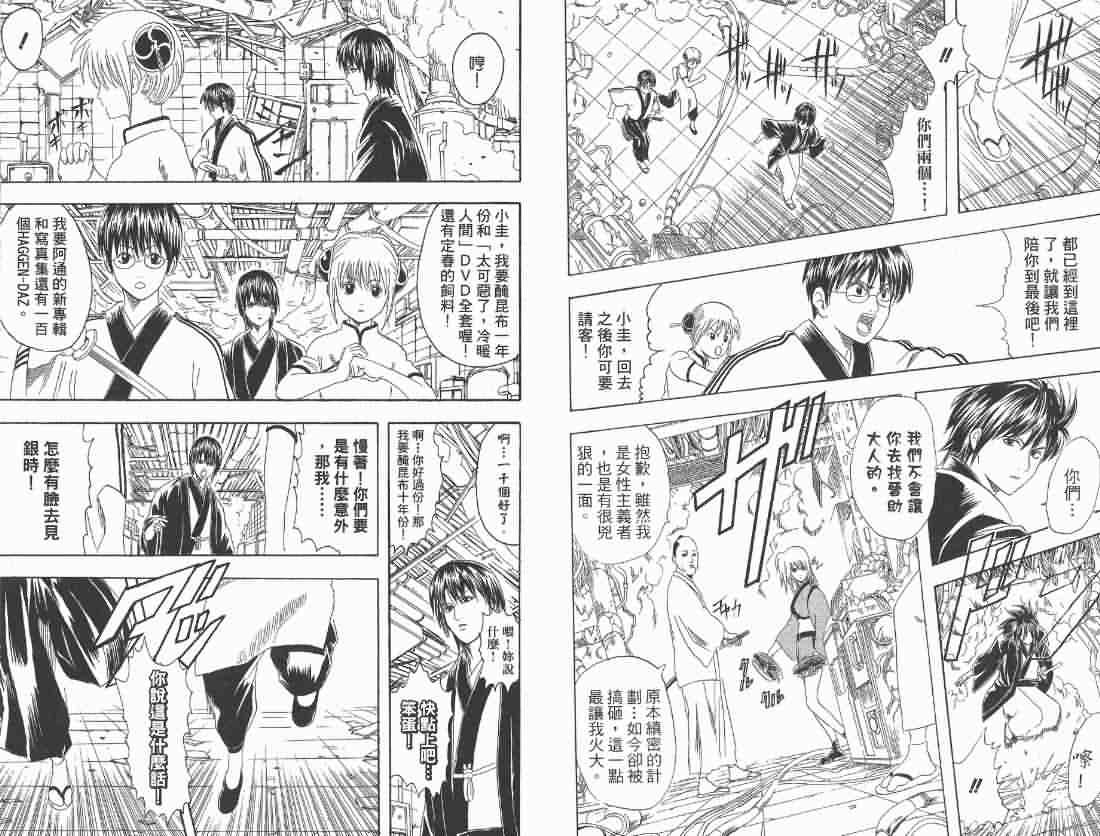 你們兩個…！
都已經到這裡
了，就讓我們
陪你到最後吧！
小圭，回去
之後你可要
請客！
你們…
我們不會讓
你去找晉助
大人的。
抱歉，雖然我
是女性主義者
，也是有很兇
狠的一面。
嚓！
原本縝密的計
劃…如今卻被
搞砸，這一點
最讓我火大。
哼！
！
小圭，我要醃昆布一年
份和「太可惡了，冷暖
人間」DVD全套喔！
還有定春的飼料！
我要阿通的新專輯
和寫真集還有一百
個HAGGEN-DAZ。
啊…一千個好了。
啊…你好過份！那
我要醃昆布十年份！
喂！妳說
什麼！
快點上吧…
笨蛋！
慢著！你們要
是有什麼意外
，那我……
怎麼有臉去見
銀時！
你說這是什麼話！